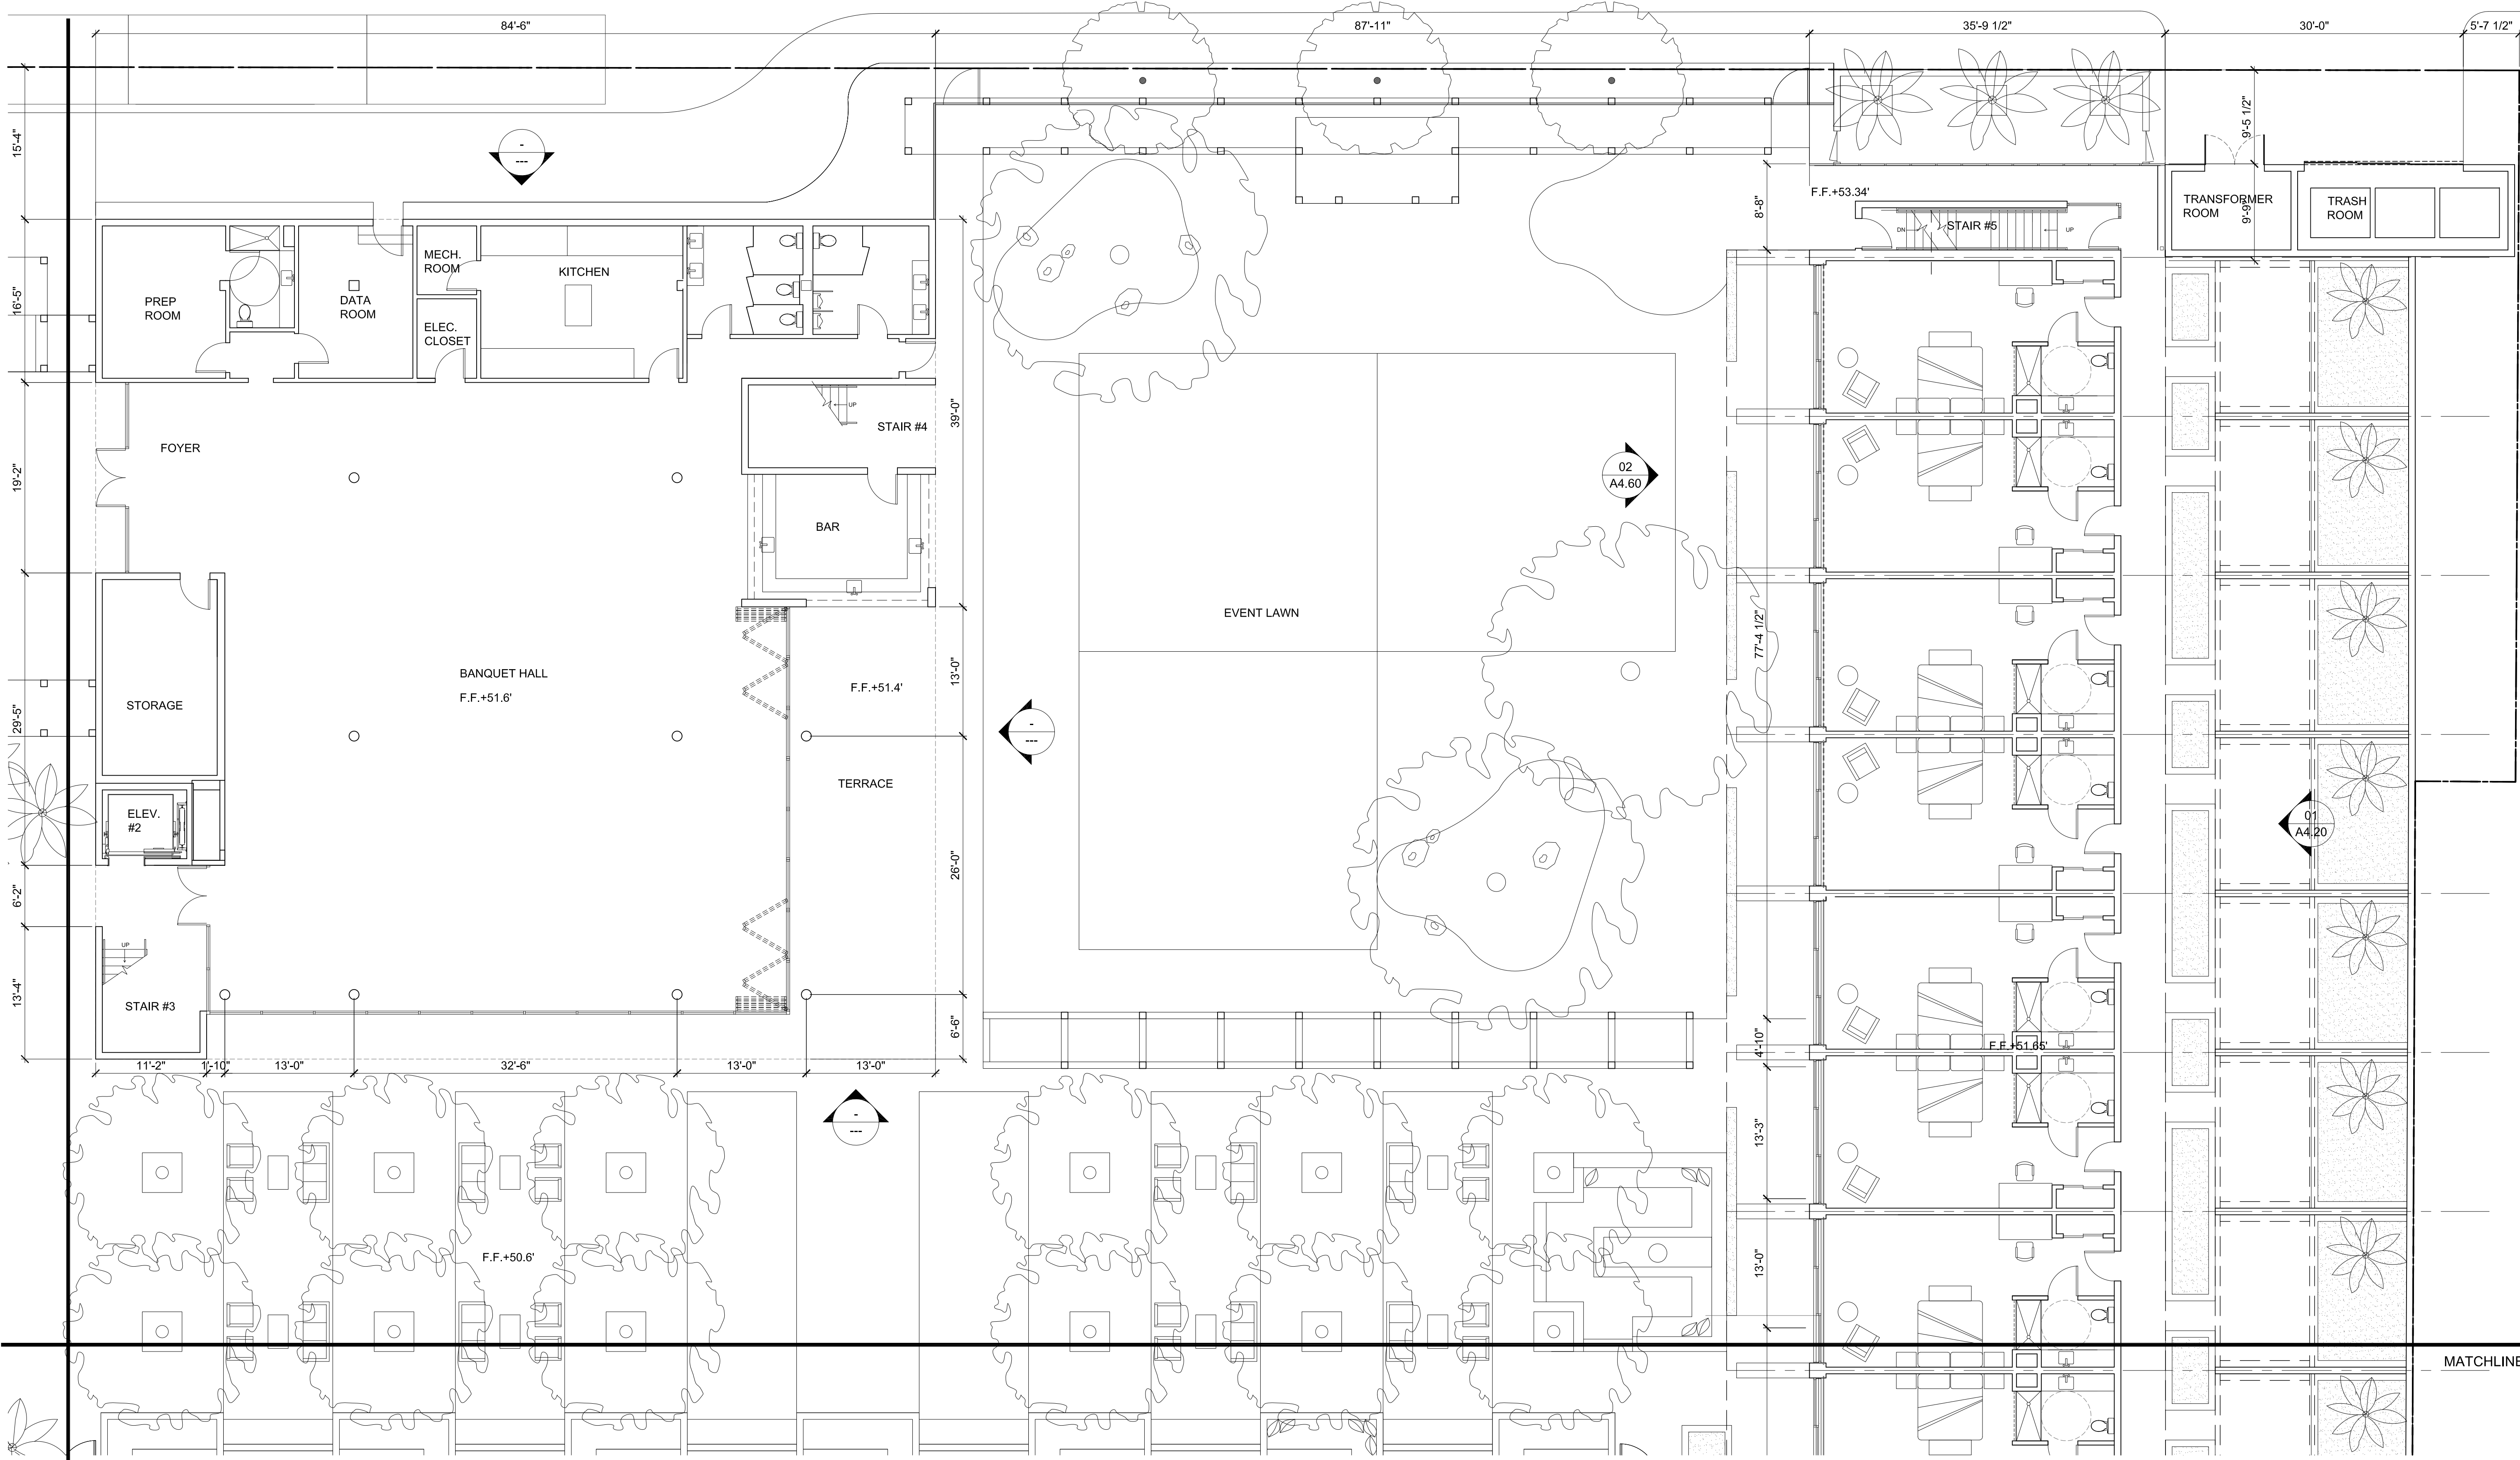 84'-6"
87'-11"
35'-9 1/2"
30'-0"
5'-7 1/2"
15'-4"
16'-5"
19'-2"
29'-5"
6'-2"
13'-4"
-
---
PREP
ROOM
DATA
ROOM
MECH.
ROOM
ELEC.
CLOSET
KITCHEN
FOYER
UP
STAIR #4
BAR
STORAGE
BANQUET HALL
F.F.+51.6'
F.F.+51.4'
TERRACE
ELEV.
#2
UP
STAIR #3
39'-0"
13'-0"
26'-0"
6'-6"
11'-2"
1'-10"
13'-0"
32'-6"
13'-0"
13'-0"
-
---
-
---
EVENT LAWN
02
A4.60
F.F.+53.34'
DN
STAIR #5
UP
9'-5 1/2"
9'-9"
TRANSFORMER
ROOM
TRASH
ROOM
8'-8"
77'-4 1/2"
4'-10"
13'-3"
13'-0"
F.F.+51.65'
01
A4.20
F.F.+50.6'
MATCHLINE